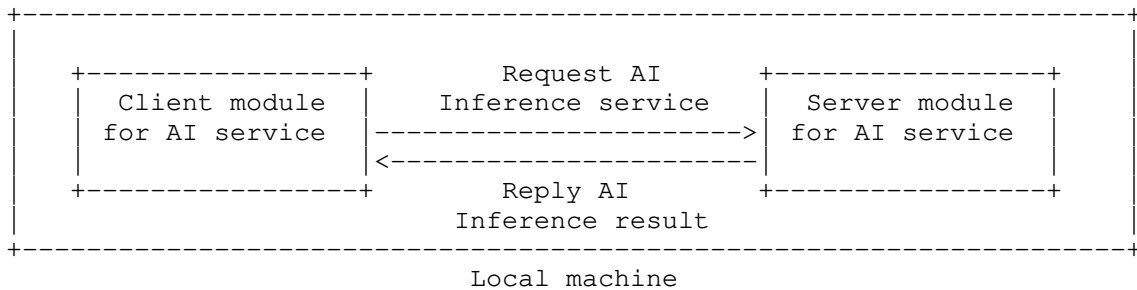 Request AI
Client module Inference service Server module
for AI service for AI service
Reply AI
Inference result
Local machine